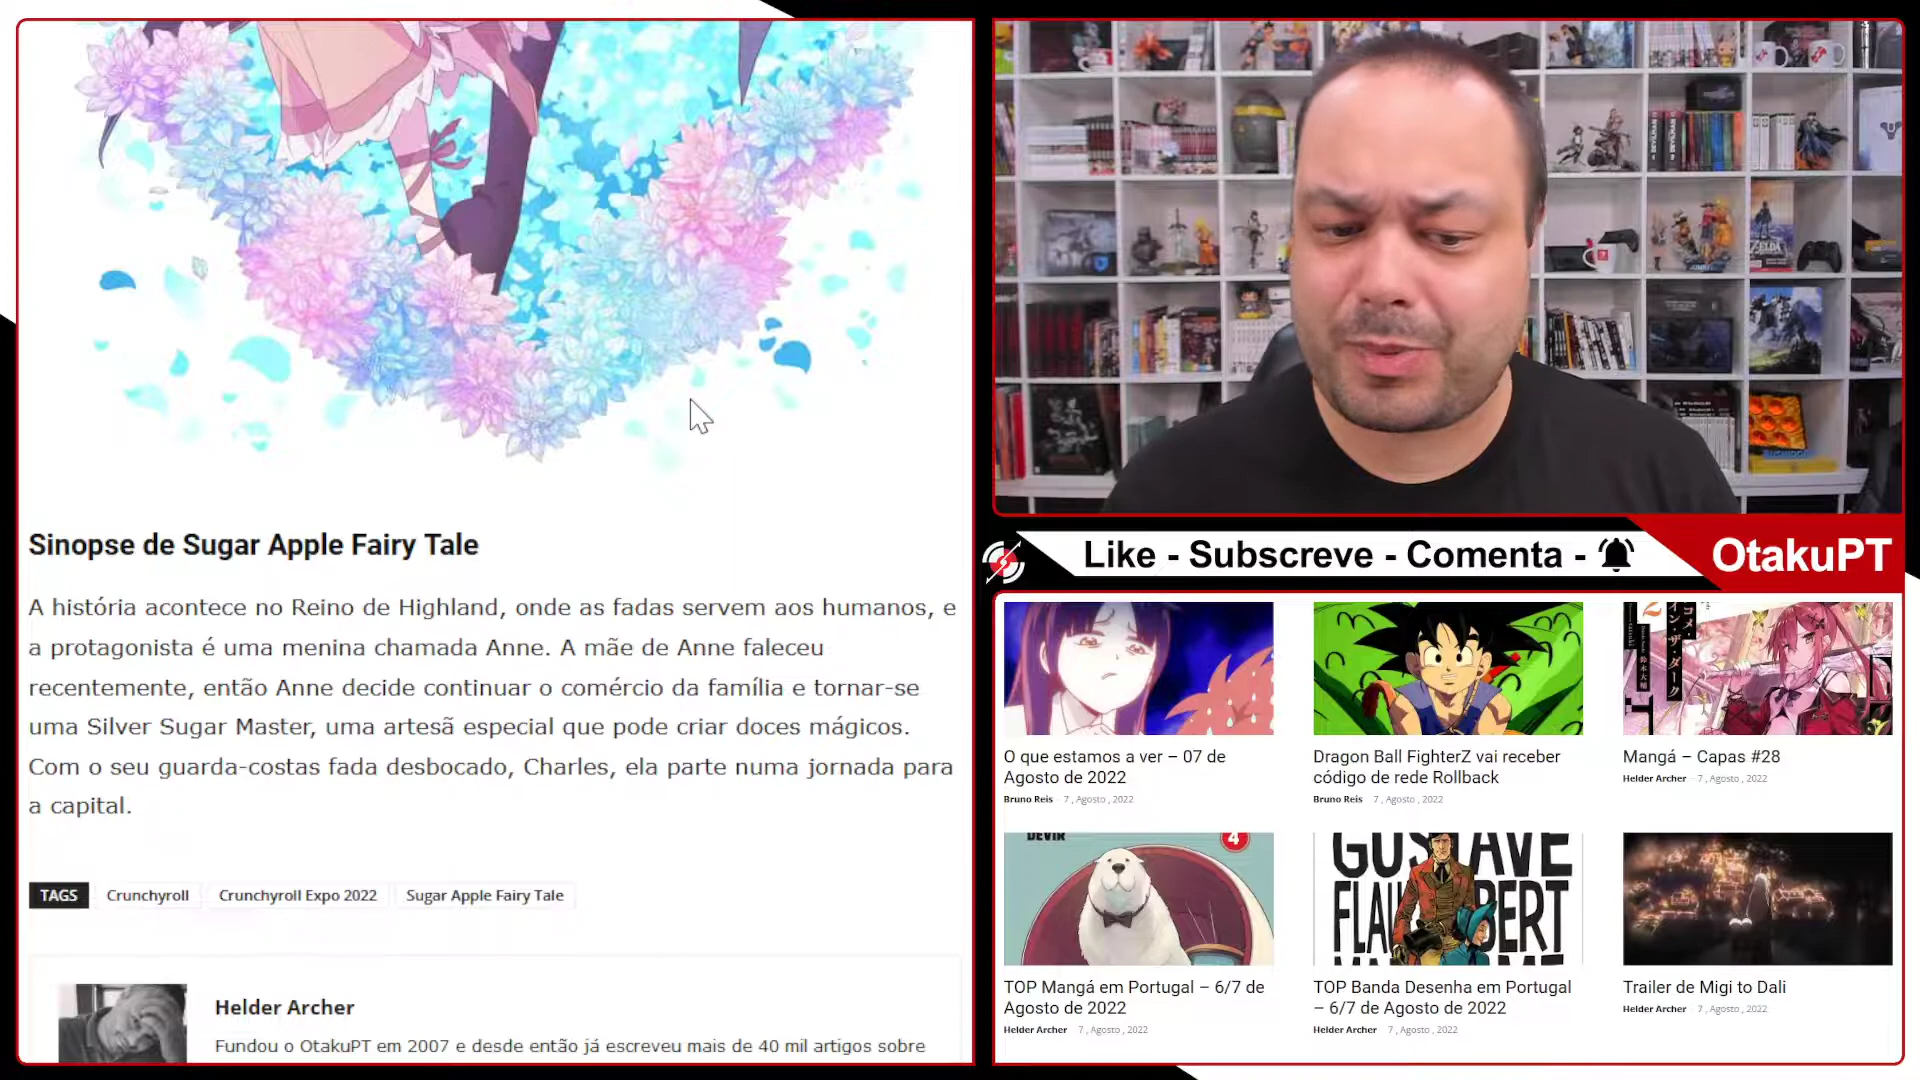 Sinopse de Sugar Apple Fairy Tale
A história acontece no Reino de Highland, onde as fadas servem aos humanos, e
a protagonista é uma menina chamada Anne. A mãe de Anne faleceu
recentemente, então Anne decide continuar o comércio da família e tornar-se
uma Silver Sugar Master, uma artesã especial que pode criar doces mágicos.
Com o seu guarda-costas fada desbocado, Charles, ela parte numa jornada para
a capital.
TAGS Crunchyroll Crunchyroll Expo 2022 Sugar Apple Fairy Tale
Helder Archer
Fundou o OtakuPT em 2007 e desde então já escreveu mais de 40 mil artigos sobre
ZELDA
Like - Subscreve - Comenta -
OtakuPT
O que estamos a ver – 07 de
Agosto de 2022
Bruno Reis - 7 , Agosto , 2022
Dragon Ball FighterZ vai receber
código de rede Rollback
Bruno Reis - 7 , Agosto , 2022
Mangá – Capas #28
Helder Archer - 7 , Agosto , 2022
DEVIR
4
TOP Mangá em Portugal – 6/7 de
Agosto de 2022
Helder Archer - 7 , Agosto , 2022
GUSTAVE
FLAUBERT
TOP Banda Desenha em Portugal
– 6/7 de Agosto de 2022
Helder Archer - 7 , Agosto , 2022
Trailer de Migi to Dali
Helder Archer - 7 , Agosto , 2022